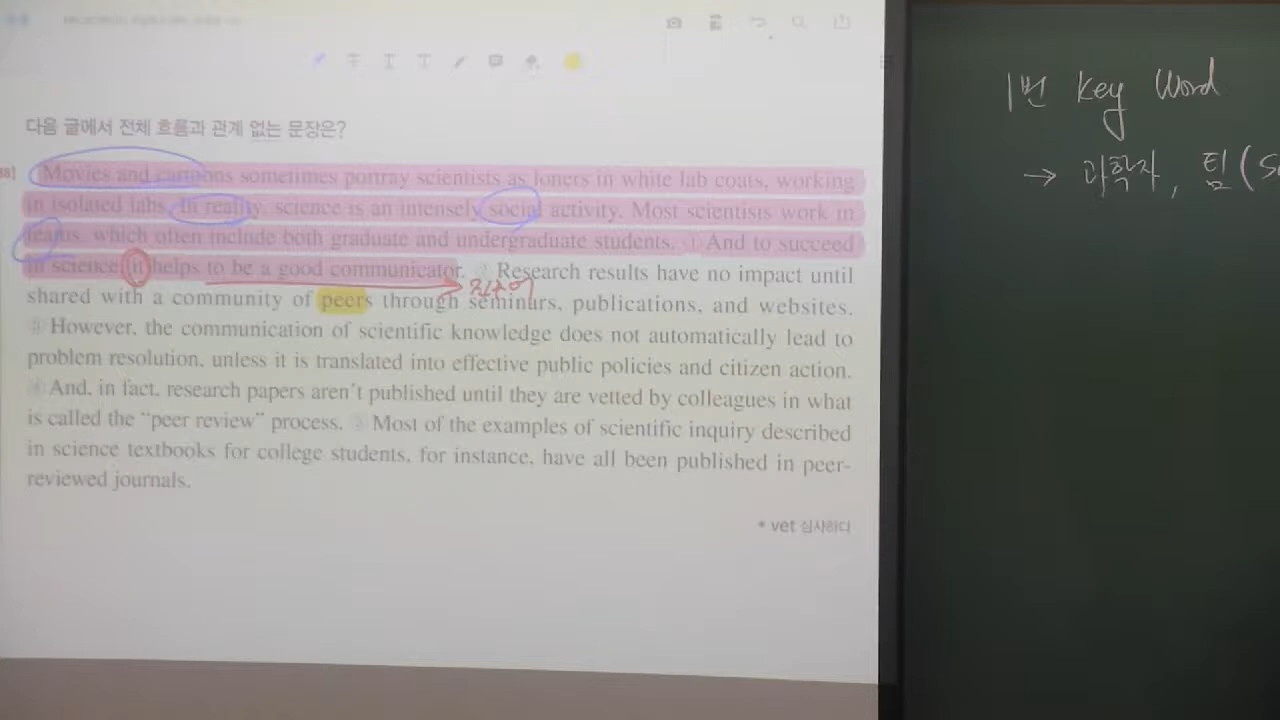 다음 글에서 전체 흐름과 관계 없는 문장은?
Movies and cartoons sometimes portray scientists as loners in white lab coats, working
in isolated labs. In reality, science is an intensely social activity. Most scientists work in
teams, which often include both graduate and undergraduate students. ① And to succeed
in science, it helps to be a good communicator. ② Research results have no impact until
진주어
shared with a community of peers through seminars, publications, and websites.
③ However, the communication of scientific knowledge does not automatically lead to
problem resolution, unless it is translated into effective public policies and citizen action.
④ And, in fact, research papers aren't published until they are vetted by colleagues in what
is called the "peer review" process. ⑤ Most of the examples of scientific inquiry described
in science textbooks for college students, for instance, have all been published in peer-
reviewed journals.
* vet 심사하다
1번 Key Word
→ 과학자, 팀(